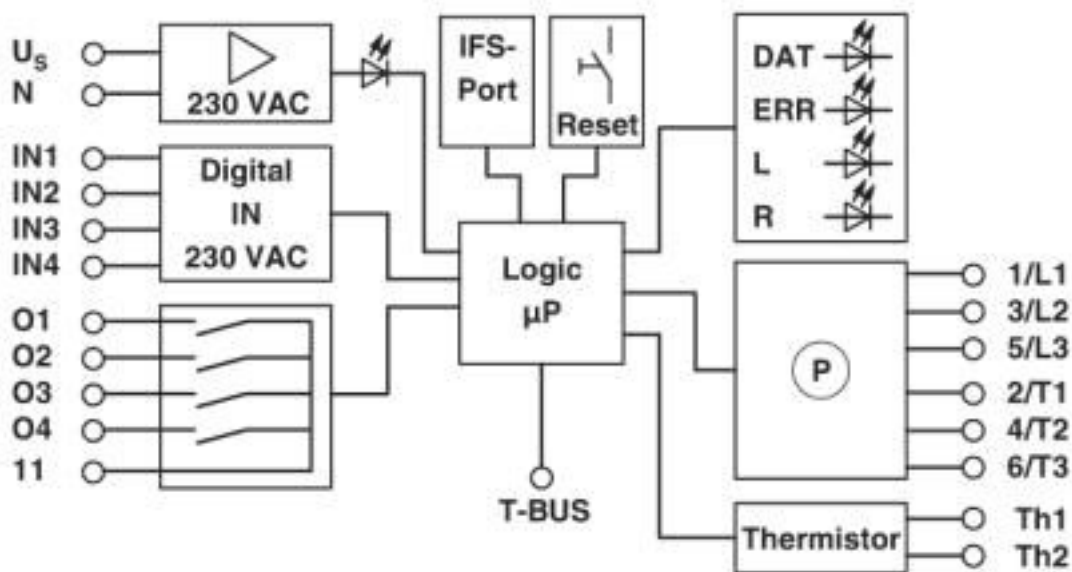 U_S
N
230 VAC
IFS-
Port
Reset
DAT
ERR
L
R
IN1
IN2
IN3
IN4
Digital
IN
230 VAC
Logic
µP
O1
O2
O3
O4
11
P
1/L1
3/L2
5/L3
2/T1
4/T2
6/T3
T-BUS
Thermistor
Th1
Th2